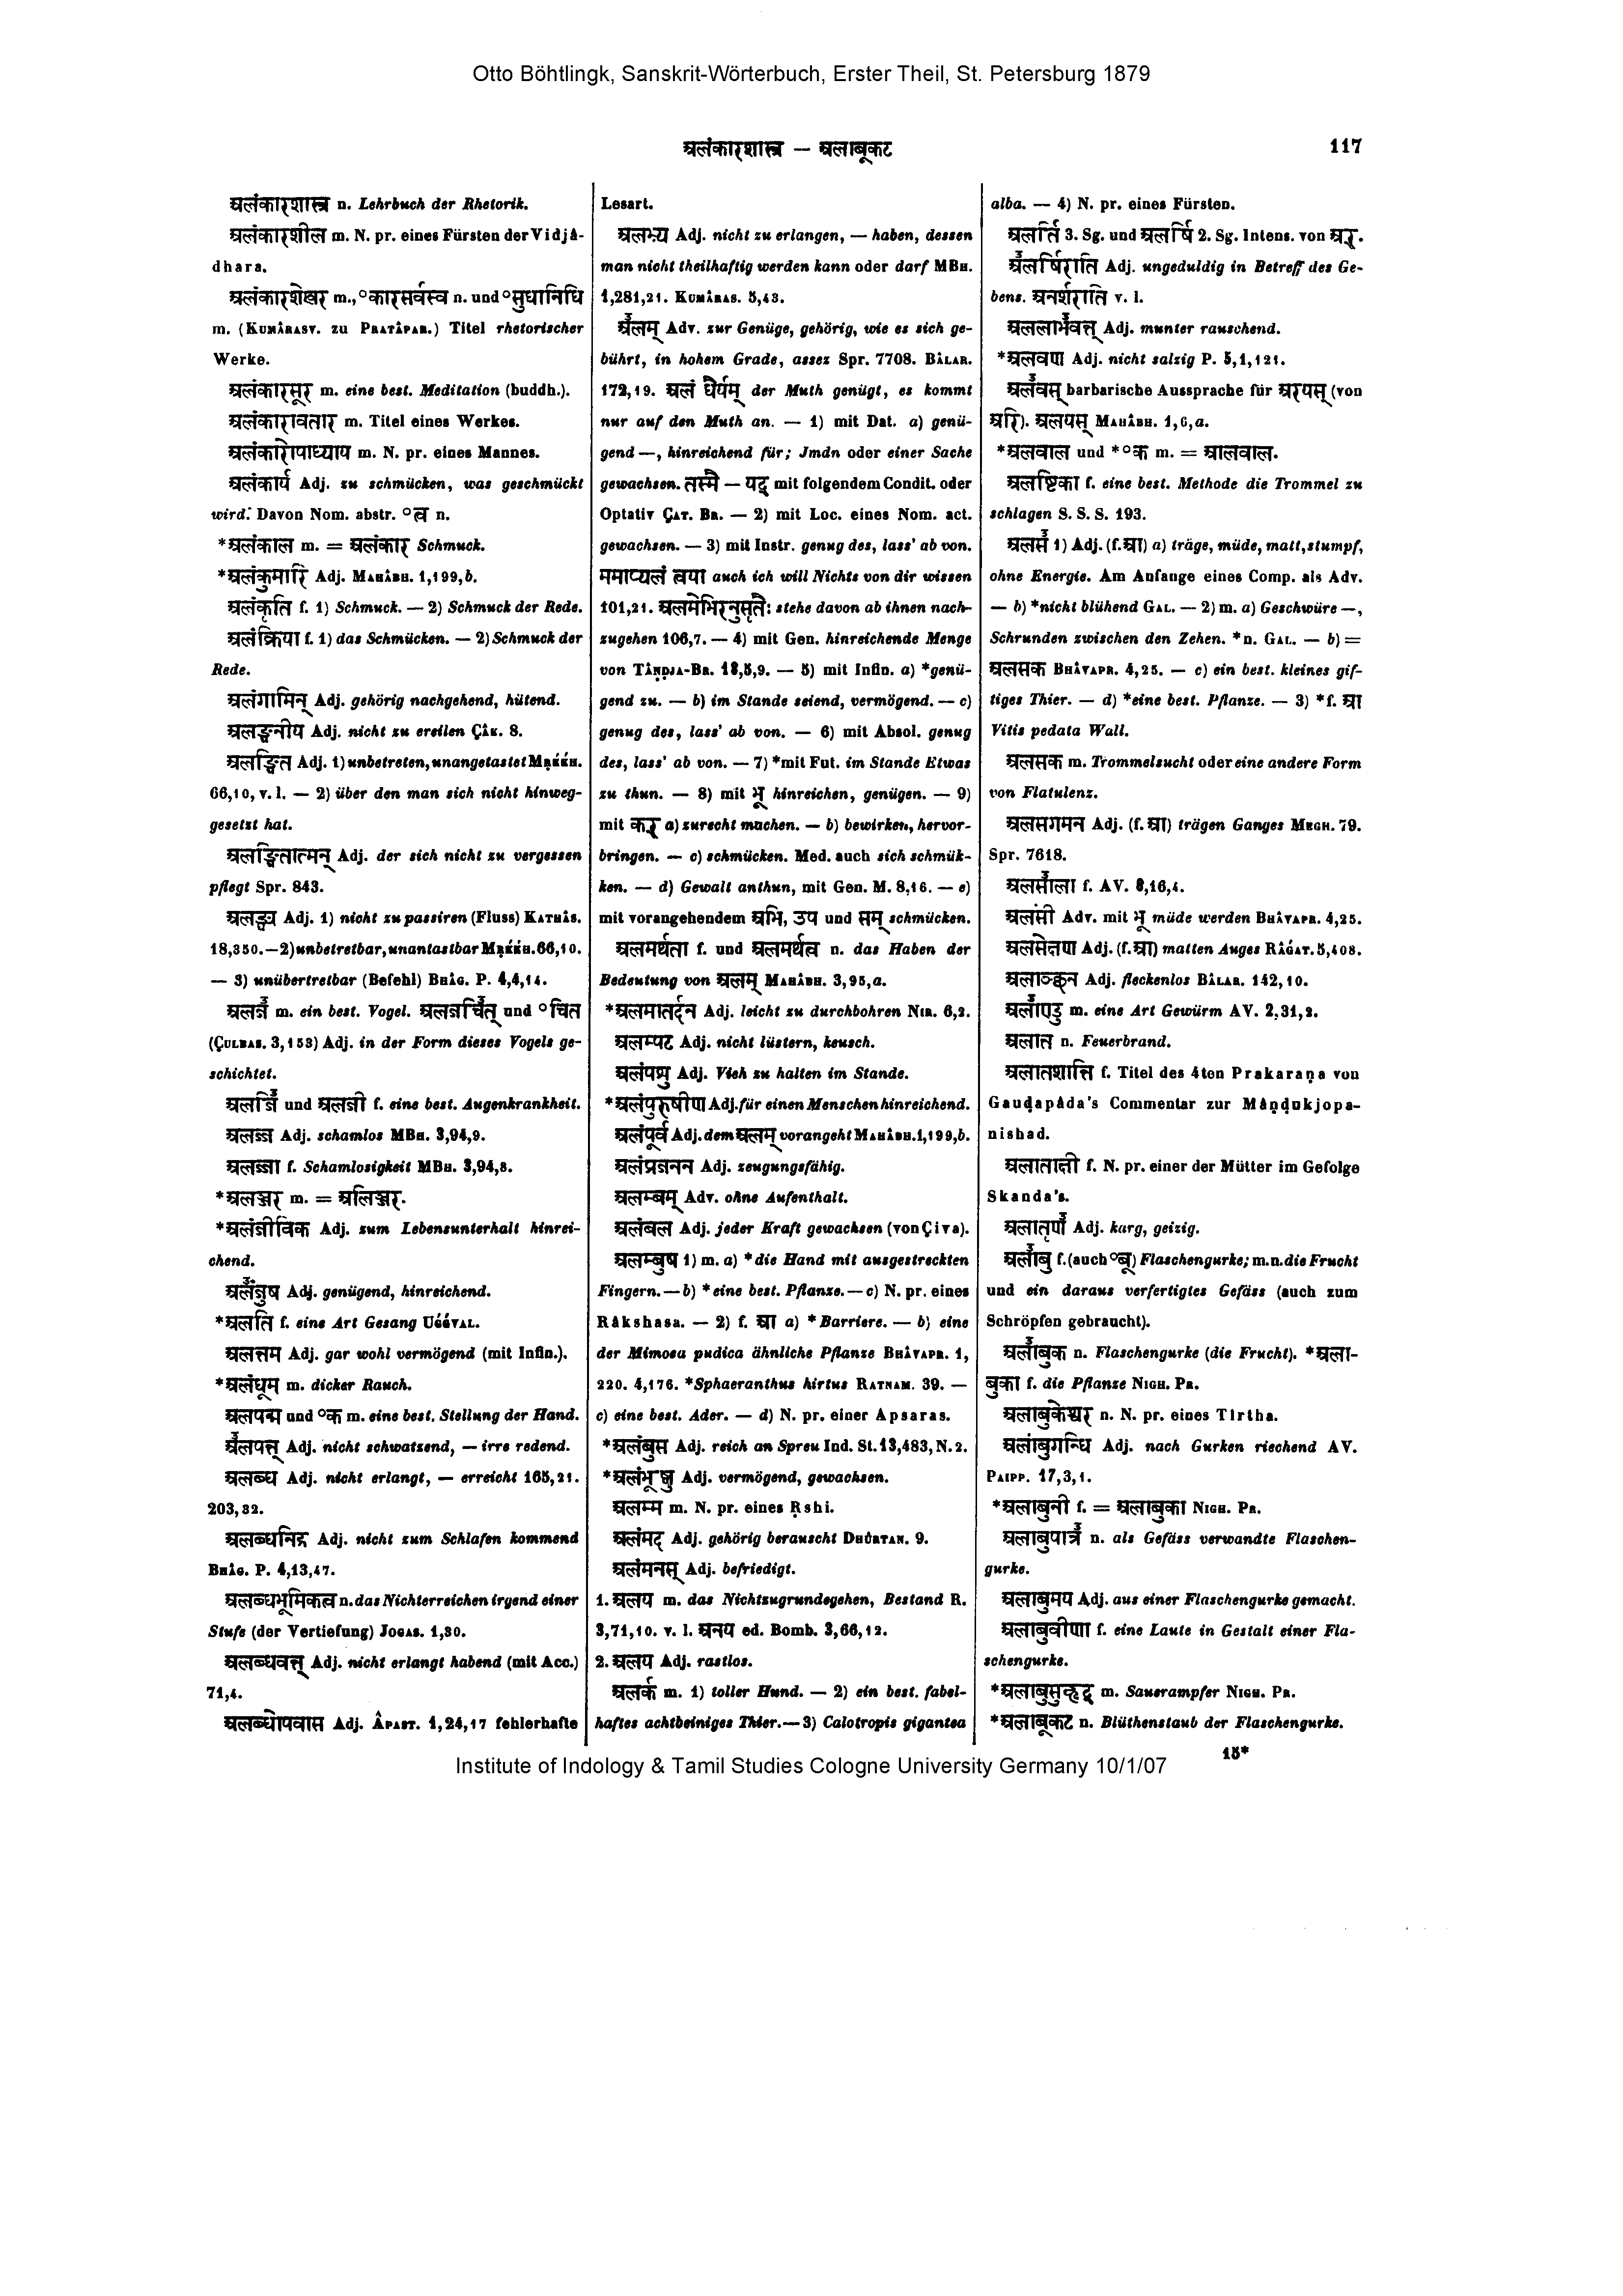 Otto Böhtlingk, Sanskrit-Wörterbuch, Erster Theil, St. Petersburg 1879
अलंकारशास्त्र — अलाबूकट
117
अलंकारशास्त्र n. Lehrbuch der Rhetorik.
अलंकारशील m. N. pr. eines Fürsten der Vidjâ-
dhara.
अलंकारशेखर m., °कारसर्वस्व n. und °सुधानिधि
m. (Kumârasv. zu Pratâpar.) Titel rhetorischer
Werke.
अलंकारसूर m. eine best. Meditation (buddh.).
अलंकारावतार m. Titel eines Werkes.
अलंकारोपाध्याय m. N. pr. eines Mannes.
अलंकार्य Adj. zu schmücken, was geschmückt
wird. Davon Nom. abstr. °त्व n.
*अलंकाल m. = अलंकार Schmuck.
*अलंकुमारि Adj. Mahâbh. 1,199,b.
अलंकृति f. 1) Schmuck. — 2) Schmuck der Rede.
अलंक्रिया f. 1) das Schmücken. — 2) Schmuck der
Rede.
अलंगामिन् Adj. gehörig nachgehend, hütend.
अलङ्घनीय Adj. nicht zu ereilen Çâk. 8.
अलङ्घित Adj. 1) unbetreten, unangetastet Mṛkkh.
66,10, v. l. — 2) über den man sich nicht hinweg-
gesetzt hat.
अलङ्घितात्मन् Adj. der sich nicht zu vergessen
pflegt Spr. 843.
अलङ्घ्य Adj. 1) nicht zu passiren (Fluss) Kathâs.
18,350. — 2) unbetretbar, unantastbar Mṛkkh. 66,10.
— 3) unübertretbar (Befehl) Bhâg. P. 4,4,14.
अलज m. ein best. Vogel. अलजचित् und °चित
(Çulbas. 3,153) Adj. in der Form dieses Vogels ge-
schichtet.
अलजि und अलजी f. eine best. Augenkrankheit.
अलज्ज Adj. schamlos MBh. 3,94,9.
अलज्जा f. Schamlosigkeit MBh. 3,94,8.
*अलञ्जर m. = अलिञ्जर.
*अलंजीविक Adj. zum Lebensunterhalt hinrei-
chend.
अलंजुष Adj. genügend, hinreichend.
*अलति f. eine Art Gesang Uǵǵval.
अलत्तम Adj. gar wohl vermögend (mit Infin.).
*अलंधूम m. dicker Rauch.
अलपद्म und °क m. eine best. Stellung der Hand.
अलपत्त् Adj. nicht schwatzend, — irre redend.
अलब्ध Adj. nicht erlangt, — erreicht 165,21.
203,32.
अलब्धनिद्र Adj. nicht zum Schlafen kommend
Bhâg. P. 4,13,47.
अलब्धभूमिकत्व n. das Nichterreichen irgend einer
Stufe (der Vertiefung) Jogas. 1,30.
अलब्धवत्त् Adj. nicht erlangt habend (mit Acc.)
71,4.
अलब्धोपवास Adj. Âpast. 1,24,17 fehlerhafte
Lesart.
अलभ्य Adj. nicht zu erlangen, — haben, dessen
man nicht theilhaftig werden kann oder darf MBh.
1,281,21. Kumâras. 5,43.
अलम् Adv. zur Genüge, gehörig, wie es sich ge-
bührt, in hohem Grade, assez Spr. 7708. Bâlar.
172,19. अलं धैर्यम् der Muth genügt, es kommt
nur auf den Muth an. — 1) mit Dat. a) genü-
gend —, hinreichend für; Jmdn oder einer Sache
gewachsen. तस्मै — यद् mit folgendem Condit. oder
Optativ Çat. Br. — 2) mit Loc. eines Nom. act.
gewachsen. — 3) mit Instr. genug des, lass' ab von.
ममाप्यलं त्वया auch ich will Nichts von dir wissen
101,21. अलमेभिरनुसृतैः stehe davon ab ihnen nach-
zugehen 106,7. — 4) mit Gen. hinreichende Menge
von Tâṇḍja-Br. 18,5,9. — 5) mit Infin. a) *genü-
gend zu. — b) im Stande seiend, vermögend. — c)
genug des, lass' ab von. — 6) mit Absol. genug
des, lass' ab von. — 7) *mit Fut. im Stande Etwas
zu thun. — 8) mit भू hinreichen, genügen. — 9)
mit कर् a) zurecht machen. — b) bewirken, hervor-
bringen. — c) schmücken. Med. auch sich schmük-
ken. — d) Gewalt anthun, mit Gen. M. 8,16. — e)
mit vorangehendem अभि, उप und सम् schmücken.
अलमर्थता f. und अलमर्थत्व n. das Haben der
Bedeutung von अलम् Mahâbh. 3,95,a.
*अलमातर्दन Adj. leicht zu durchbohren Nir. 6,2.
अलम्पट Adj. nicht lüstern, keusch.
अलंपशु Adj. Vieh zu halten im Stande.
*अलंपुरुषीण Adj. für einen Menschen hinreichend.
अलंपूर्व Adj. dem अलम् vorangeht Mahâbh. 1,199,b.
अलंप्रजनन Adj. zeugungsfähig.
अलम्बम् Adv. ohne Aufenthalt.
अलंबल Adj. jeder Kraft gewachsen (von Çiva).
अलम्बुष 1) m. a) *die Hand mit ausgestreckten
Fingern. — b) *eine best. Pflanze. — c) N. pr. eines
Râkshasa. — 2) f. आ a) *Barriere. — b) eine
der Mimosa pudica ähnliche Pflanze Bhâvapr. 1,
220. 4,176. *Sphaeranthus hirtus Ratnam. 39. —
c) eine best. Ader. — d) N. pr. einer Apsaras.
*अलंबुस Adj. reich an Spreu Ind. St. 13,483, N. 2.
*अलंभूष्णु Adj. vermögend, gewachsen.
अलम्म m. N. pr. eines Ṛshi.
अलंमद Adj. gehörig berauscht Dhûrtan. 9.
अलंमनस् Adj. befriedigt.
1. अलय m. das Nichtzugrundegehen, Bestand R.
3,71,10. v. l. अनय ed. Bomb. 3,66,12.
2. अलय Adj. rastlos.
अलर्क m. 1) toller Hund. — 2) ein best. fabel-
haftes achtbeiniges Thier. — 3) Calotropis gigantea
alba. — 4) N. pr. eines Fürsten.
अलर्ति 3. Sg. und अलर्षि 2. Sg. Intens. von अर्.
अलर्षिराति Adj. ungeduldig in Betreff des Ge-
bens. अनर्शराति v. l.
अललाभवत्त् Adj. munter rauschend.
*अलवण Adj. nicht salzig P. 5,1,121.
अलवस् barbarische Aussprache für अरयस् (von
अरि). अलयस् Mahâbh. 1,6,a.
*अलवाल und *°क m. = आलवाल.
अलष्टिका f. eine best. Methode die Trommel zu
schlagen S. S. S. 193.
अलस 1) Adj. (f. आ) a) träge, müde, matt, stumpf,
ohne Energie. Am Anfange eines Comp. als Adv.
— b) *nicht blühend Gal. — 2) m. a) Geschwüre —,
Schrunden zwischen den Zehen. *n. Gal. — b) =
अलसक Bhâvapr. 4,25. — c) ein best. kleines gif-
tiges Thier. — d) *eine best. Pflanze. — 3) *f. आ
Vitis pedata Wall.
अलसक m. Trommelsucht oder eine andere Form
von Flatulenz.
अलसगमन Adj. (f. आ) trägen Ganges Megh. 79.
Spr. 7618.
अलसाला f. AV. 6,16,4.
अलसी Adv. mit भू müde werden Bhâvapr. 4,25.
अलसेक्षण Adj. (f. आ) matten Auges Râǵat. 5,408.
अलाञ्छन Adj. fleckenlos Bâlar. 142,10.
अलाण्डु m. eine Art Gewürm AV. 2,31,2.
अलात n. Feuerbrand.
अलातशान्ति f. Titel des 4ten Prakaraṇa von
Gauḍapâda's Commentar zur Mâṇḍukjopa-
nishad.
अलाताक्षी f. N. pr. einer der Mütter im Gefolge
Skanda's.
अलातृण Adj. karg, geizig.
अलाबु f. (auch °बू) Flaschengurke; m. n. die Frucht
und ein daraus verfertigtes Gefäss (auch zum
Schröpfen gebraucht).
अलाबुक n. Flaschengurke (die Frucht). *अला-
बुका f. die Pflanze Nigh. Pr.
अलाबुकेश्वर n. N. pr. eines Tîrtha.
अलाबुगन्धि Adj. nach Gurken riechend AV.
Paipp. 17,3,1.
*अलाबुनी f. = अलाबुका Nigh. Pr.
अलाबुपात्र n. als Gefäss verwandte Flaschen-
gurke.
अलाबुमय Adj. aus einer Flaschengurke gemacht.
अलाबुवीणा f. eine Laute in Gestalt einer Fla-
schengurke.
*अलाबुसुहृद् m. Sauerampfer Nigh. Pr.
*अलाबूकट n. Blüthenstaub der Flaschengurke.
15*
Institute of Indology & Tamil Studies Cologne University Germany 10/1/07